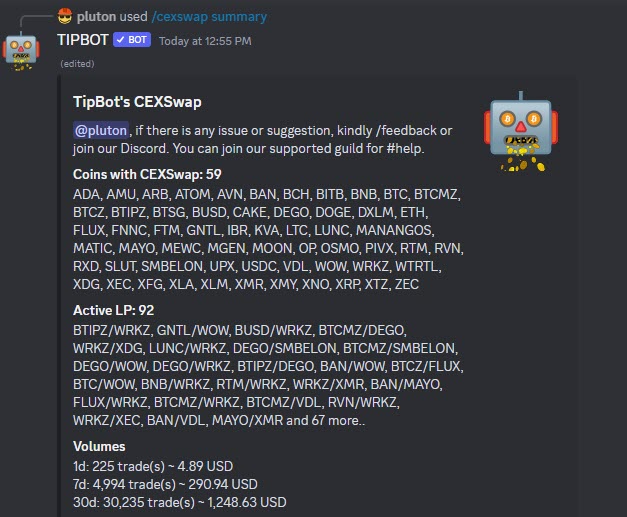 pluton used /cexswap summary
TIPBOT ✓ BOT Today at 12:55 PM
(edited)
TipBot's CEXSwap
@pluton, if there is any issue or suggestion, kindly /feedback or
join our Discord. You can join our supported guild for #help.
Coins with CEXSwap: 59
ADA, AMU, ARB, ATOM, AVN, BAN, BCH, BITB, BNB, BTC, BTCMZ,
BTCZ, BTIPZ, BTSG, BUSD, CAKE, DEGO, DOGE, DXLM, ETH,
FLUX, FNNC, FTM, GNTL, IBR, KVA, LTC, LUNC, MANANGOS,
MATIC, MAYO, MEWC, MGEN, MOON, OP, OSMO, PIVX, RTM, RVN,
RXD, SLUT, SMBELON, UPX, USDC, VDL, WOW, WRKZ, WTRTL,
XDG, XEC, XFG, XLA, XLM, XMR, XMY, XNO, XRP, XTZ, ZEC
Active LP: 92
BTIPZ/WRKZ, GNTL/WOW, BUSD/WRKZ, BTCMZ/DEGO,
WRKZ/XDG, LUNC/WRKZ, DEGO/SMBELON, BTCMZ/SMBELON,
DEGO/WOW, DEGO/WRKZ, BTIPZ/DEGO, BAN/WOW, BTCZ/FLUX,
BTC/WOW, BNB/WRKZ, RTM/WRKZ, WRKZ/XMR, BAN/MAYO,
FLUX/WRKZ, BTCMZ/WRKZ, BTCMZ/VDL, RVN/WRKZ,
WRKZ/XEC, BAN/VDL, MAYO/XMR and 67 more..
Volumes
1d: 225 trade(s) ~ 4.89 USD
7d: 4,994 trade(s) ~ 290.94 USD
30d: 30,235 trade(s) ~ 1,248.63 USD